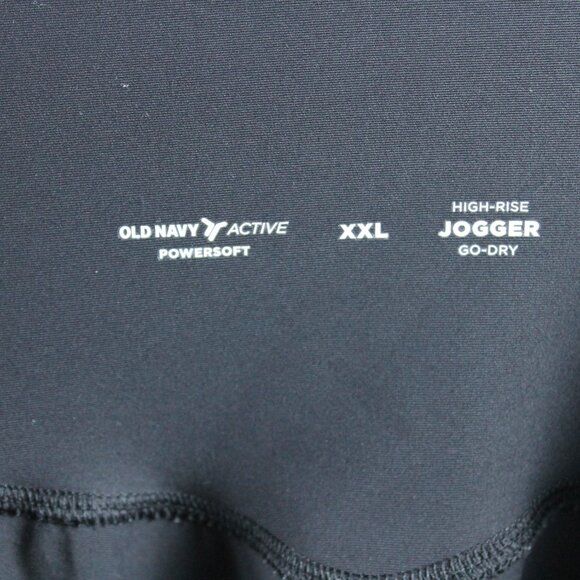 OLD NAVY ACTIVE
POWERSOFT
XXL
HIGH-RISE
JOGGER
GO-DRY